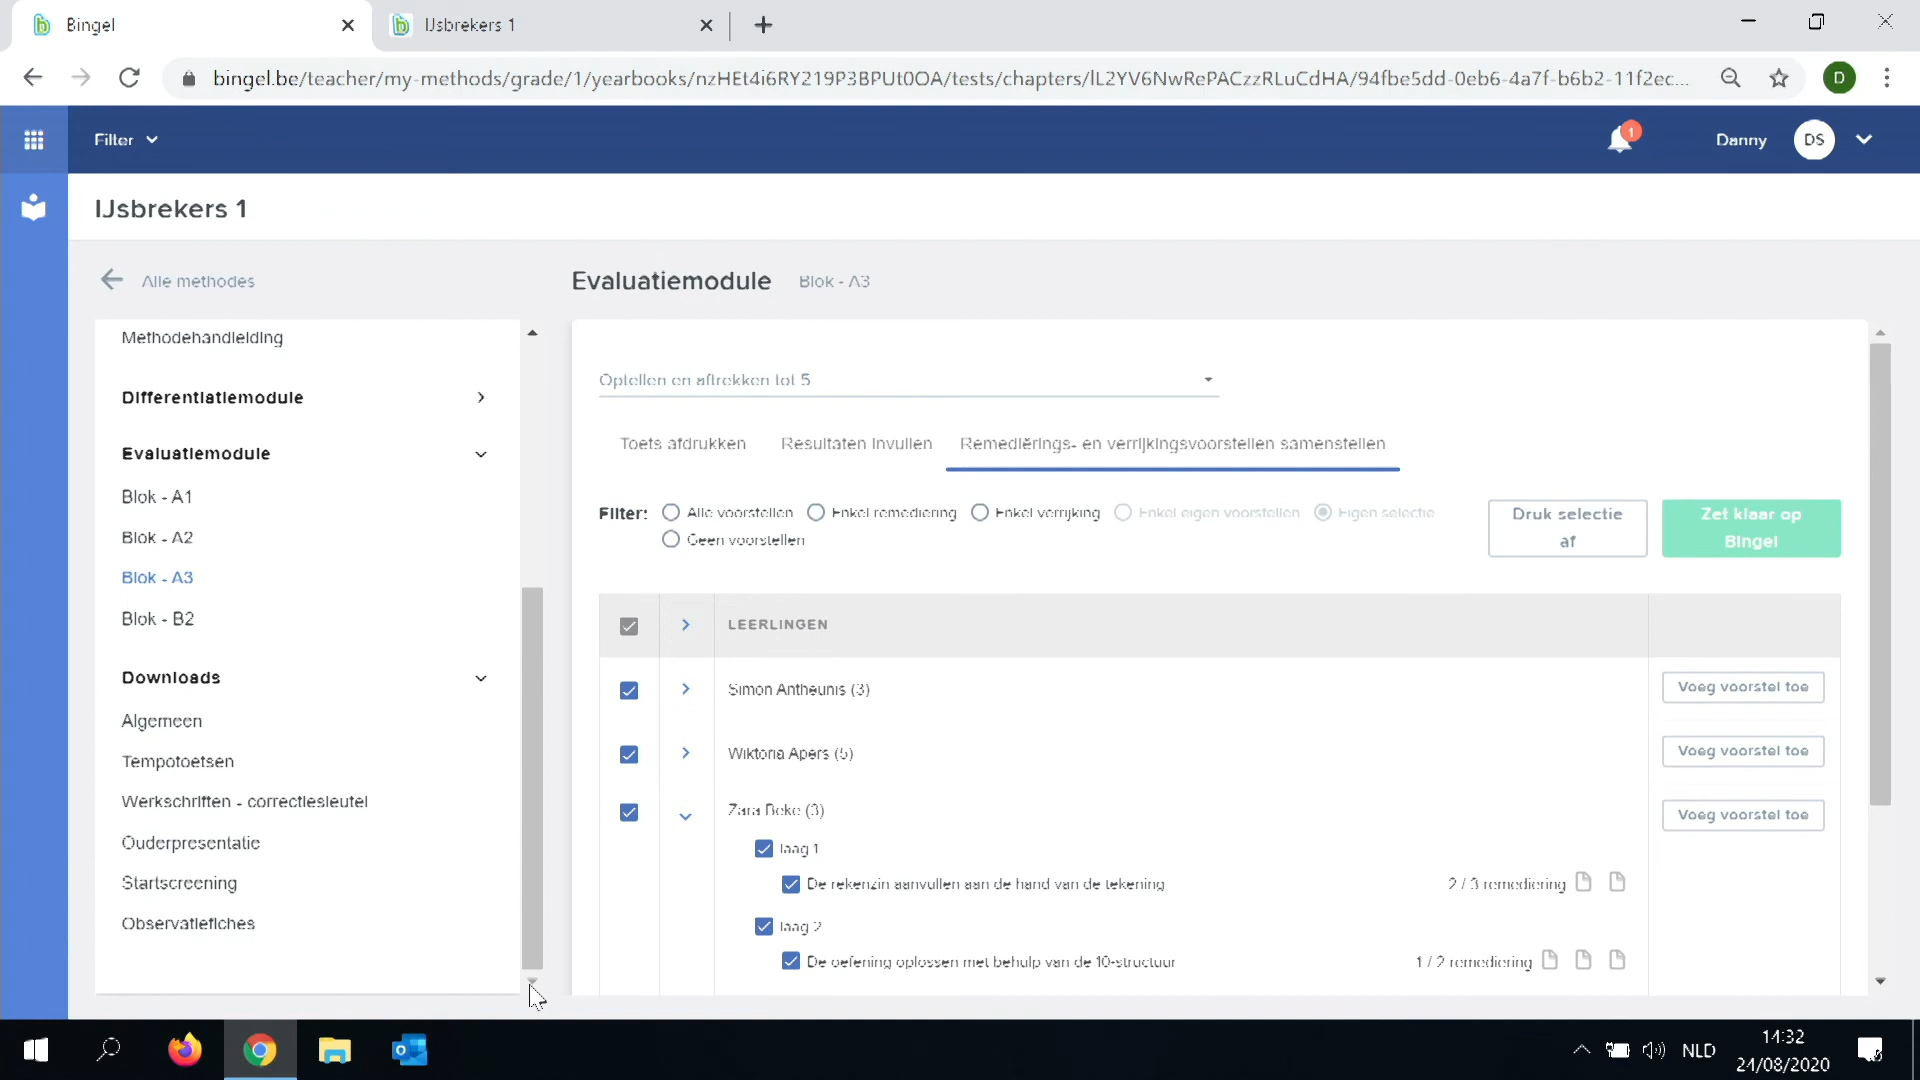 Bingel
IJsbrekers 1
bingel.be/teacher/my-methods/grade/1/yearbooks/nzHEt4i6RY219P3BPUt0OA/tests/chapters/lL2YV6NwRePACzzRLuCdHA/94fbe5dd-0eb6-4a7f-b6b2-11f2ec...
D
Filter
1
Danny
DS
IJsbrekers 1
Alle methodes
Evaluatiemodule
Blok - A3
Methodehandleiding
Differentiatiemodule
Evaluatiemodule
Blok - A1
Blok - A2
Blok - A3
Blok - B2
Downloads
Algemeen
Tempotoetsen
Werkschriften - correctiesleutel
Ouderpresentatie
Startscreening
Observatiefiches
Optellen en aftrekken tot 5
Toets afdrukken
Resultaten invullen
Remediërings- en verrijkingsvoorstellen samenstellen
Filter:
Alle voorstellen
Enkel remediering
Enkel verrijking
Enkel eigen voorstellen
Eigen selectie
Geen voorstellen
Druk selectie
af
Zet klaar op
Bingel
LEERLINGEN
Simon Antheunis (3)
Voeg voorstel toe
Wiktoria Apers (5)
Voeg voorstel toe
Zara Beke (3)
Voeg voorstel toe
laag 1
De rekenzin aanvullen aan de hand van de tekening
2 / 3 remediering
laag 2
De oefening oplossen met behulp van de 10-structuur
1 / 2 remediering
NLD
14:32
24/08/2020